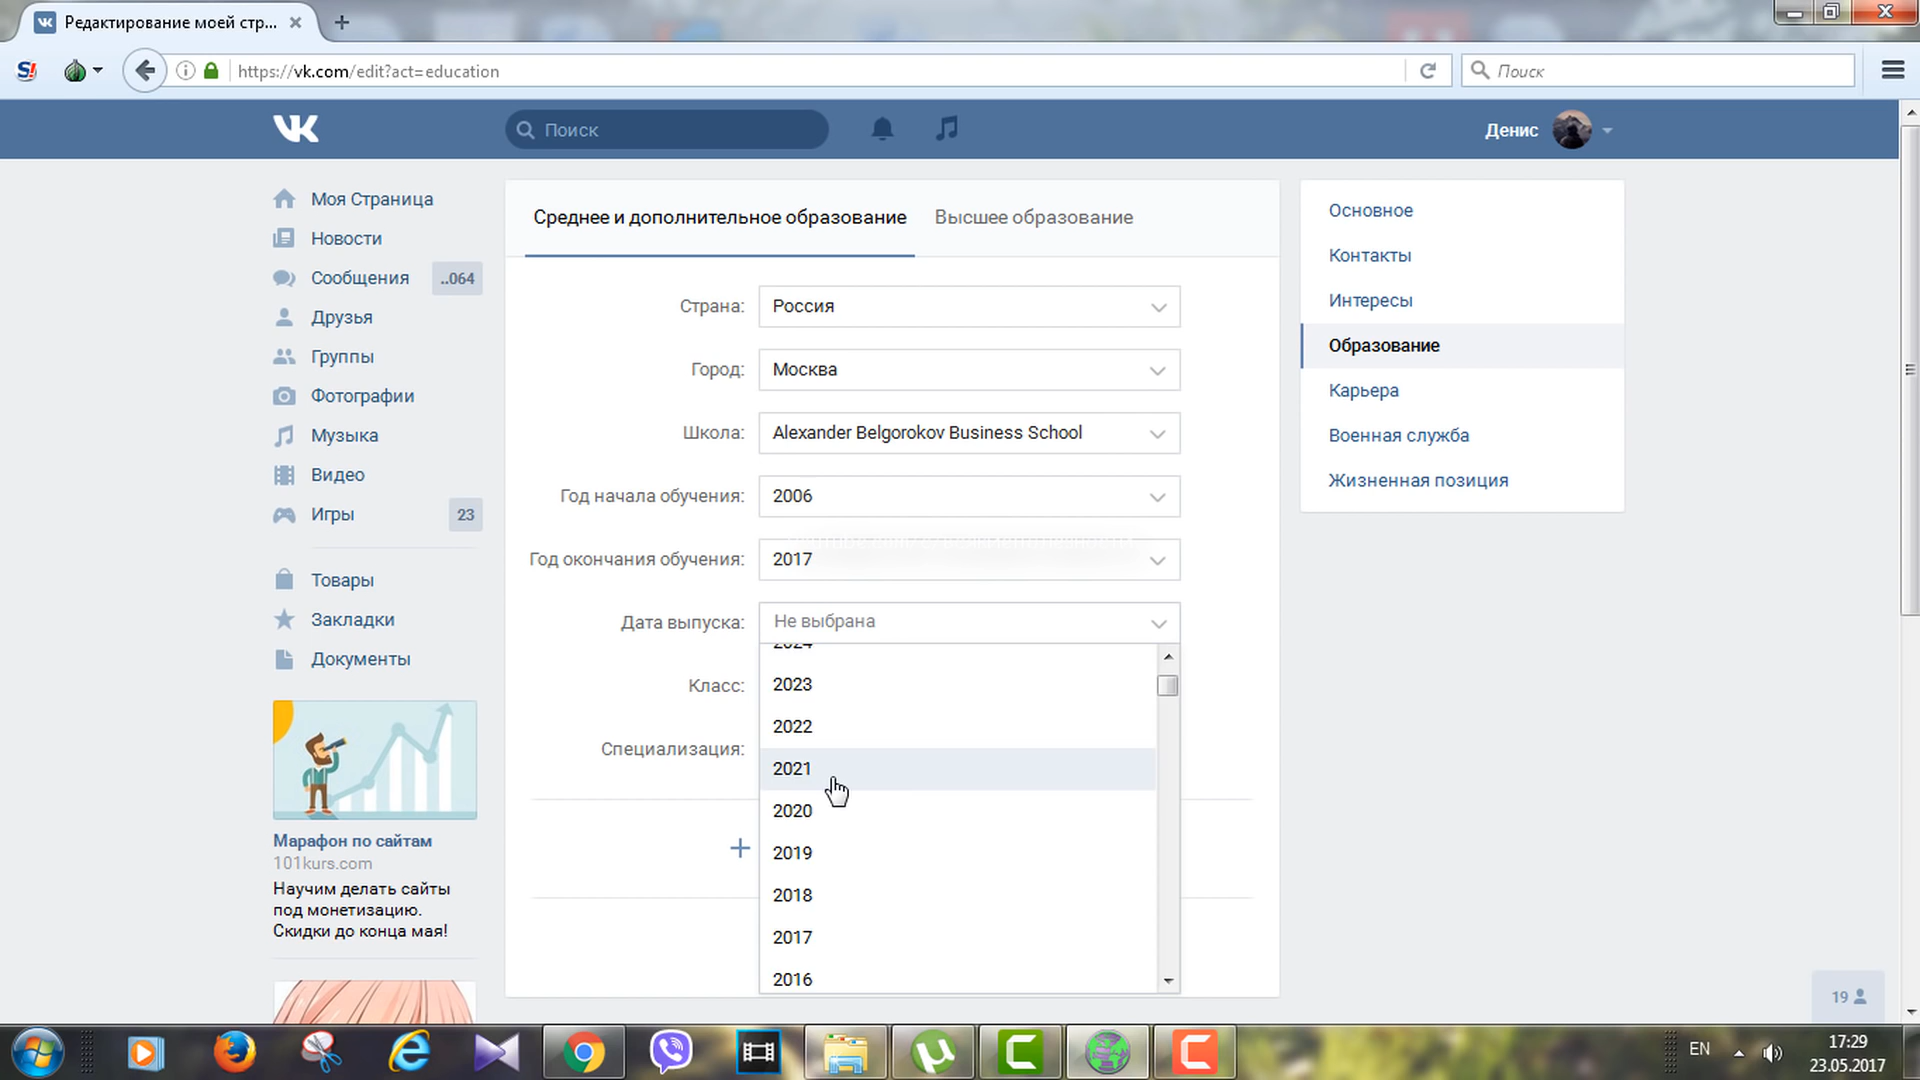 Редактирование моей стр...
https://vk.com/edit?act=education
Поиск
Поиск
Денис
Моя Страница
Новости
Сообщения ..064
Друзья
Группы
Фотографии
Музыка
Видео
Игры 23
Товары
Закладки
Документы
Марафон по сайтам
101kurs.com
Научим делать сайты
под монетизацию.
Скидки до конца мая!
Среднее и дополнительное образование Высшее образование
Страна: Россия
Город: Москва
Школа: Alexander Belgorokov Business School
Год начала обучения: 2006
Год окончания обучения: 2017
Дата выпуска: Не выбрана
2024
Класс: 2023
2022
Специализация:
2021
2020
2019
2018
2017
2016
Основное
Контакты
Интересы
Образование
Карьера
Военная служба
Жизненная позиция
19
EN
17:29
23.05.2017